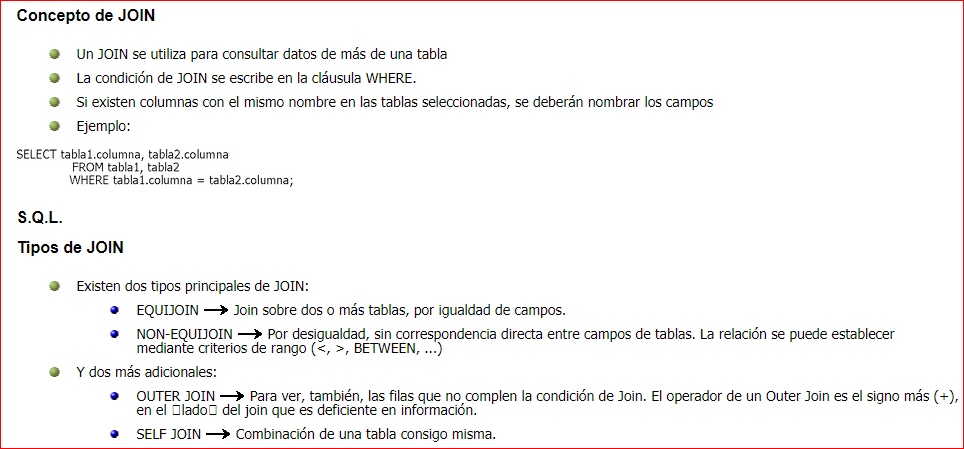 Concepto de JOIN
Un JOIN se utiliza para consultar datos de más de una tabla
La condición de JOIN se escribe en la cláusula WHERE.
Si existen columnas con el mismo nombre en las tablas seleccionadas, se deberán nombrar los campos
Ejemplo:
SELECT tabla1.columna, tabla2.columna
FROM tabla1, tabla2
WHERE tabla1.columna = tabla2.columna;
S.Q.L.
Tipos de JOIN
Existen dos tipos principales de JOIN:
EQUIJOIN → Join sobre dos o más tablas, por igualdad de campos.
NON-EQUIJOIN → Por desigualdad, sin correspondencia directa entre campos de tablas. La relación se puede establecer
mediante criterios de rango (<, >, BETWEEN, ...)
Y dos más adicionales:
OUTER JOIN → Para ver, también, las filas que no complen la condición de Join. El operador de un Outer Join es el signo más (+),
en el □lado□ del join que es deficiente en información.
SELF JOIN → Combinación de una tabla consigo misma.